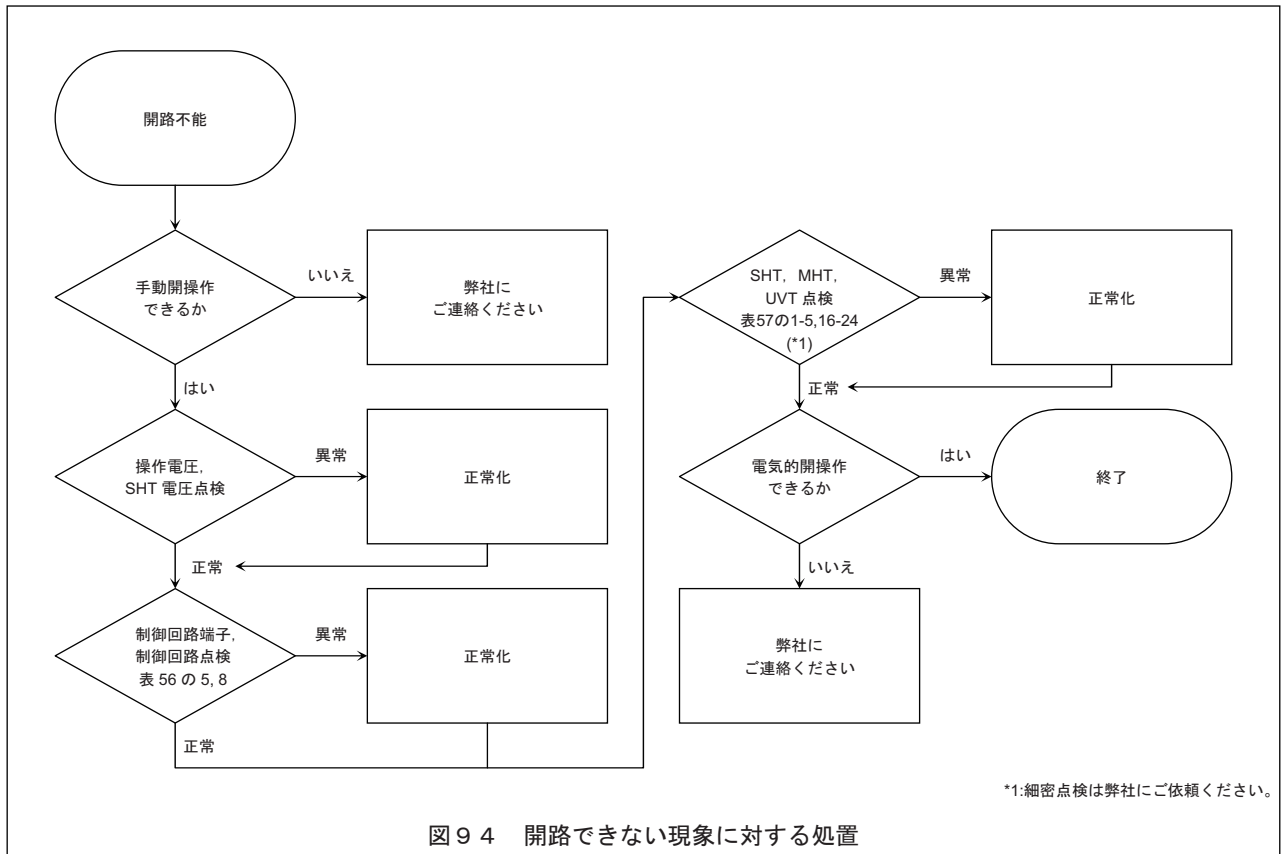 開路不能
手動開操作
できるか
いいえ
弊社に
ご連絡ください
はい
操作電圧,
SHT 電圧点検
異常
正常化
正常
制御回路端子,
制御回路点検
表 56 の 5, 8
異常
正常化
正常
SHT, MHT,
UVT 点検
表57の1-5,16-24
(*1)
異常
正常化
正常
電気的開操作
できるか
はい
終了
いいえ
弊社に
ご連絡ください
*1:細密点検は弊社にご依頼ください。
図９４　開路できない現象に対する処置